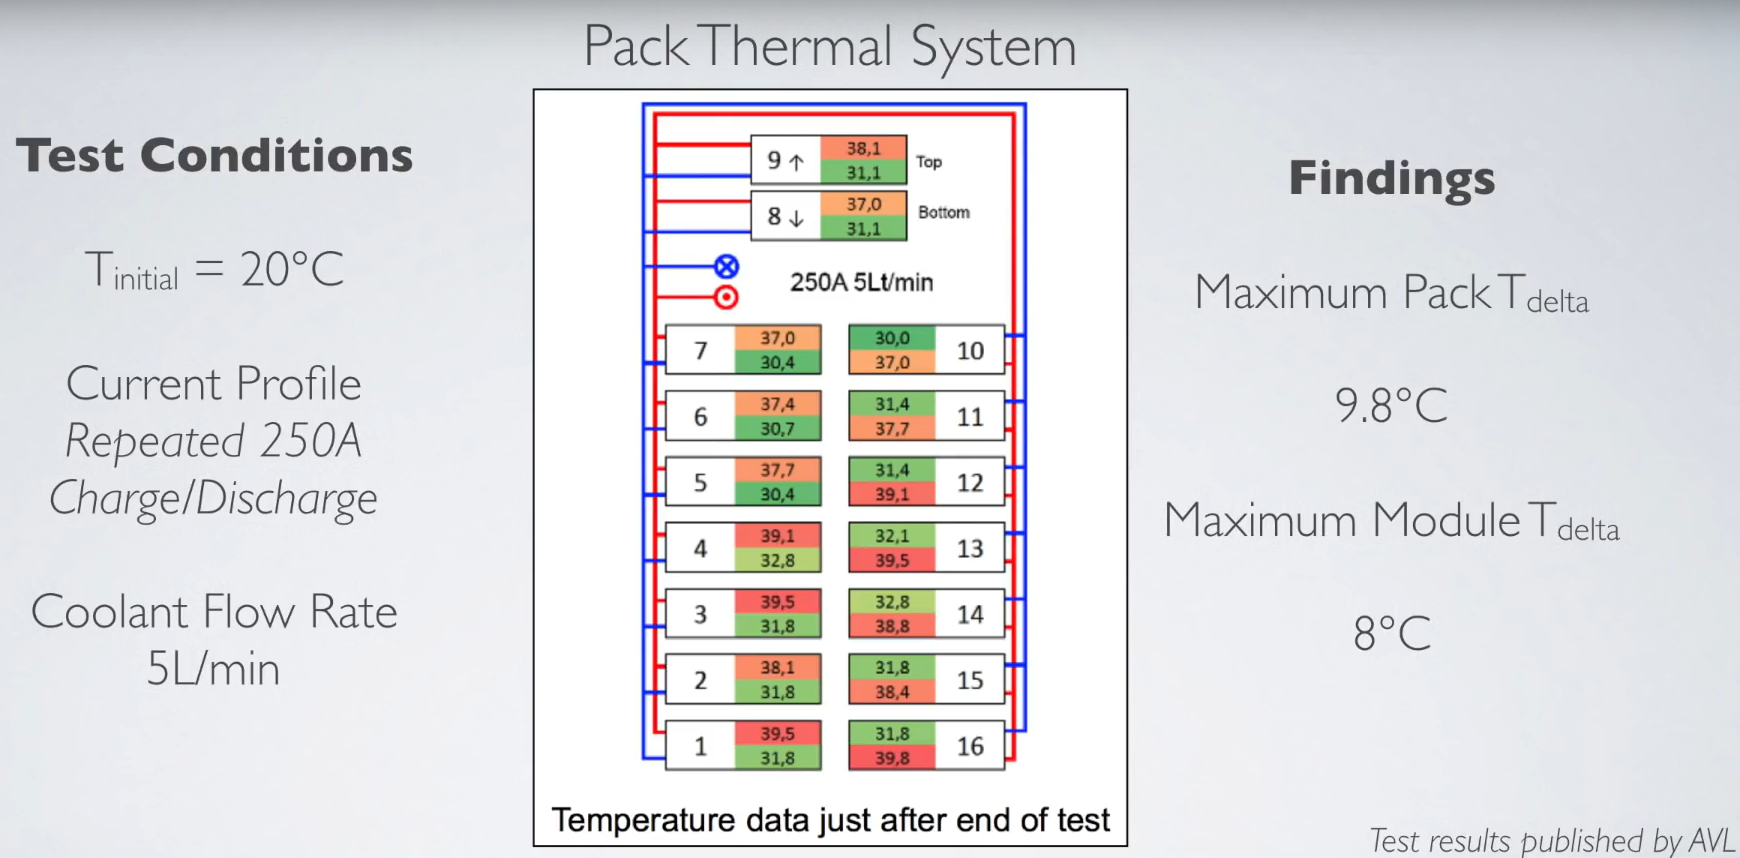 Pack Thermal System
Test Conditions
T initial = 20°C
Current Profile
Repeated 250A
Charge/Discharge
Coolant Flow Rate
5L/min
9 ↑ 38,1 Top
31,1
8 ↓ 37,0 Bottom
31,1
250A 5Lt/min
7 37,0 30,0 10
30,4 37,0
6 37,4 31,4 11
30,7 37,7
5 37,7 31,4 12
30,4 39,1
4 39,1 32,1 13
32,8 39,5
3 39,5 32,8 14
31,8 38,8
2 38,1 31,8 15
31,8 38,4
1 39,5 31,8 16
31,8 39,8
Temperature data just after end of test
Findings
Maximum Pack T delta
9.8°C
Maximum Module T delta
8°C
Test results published by AVL